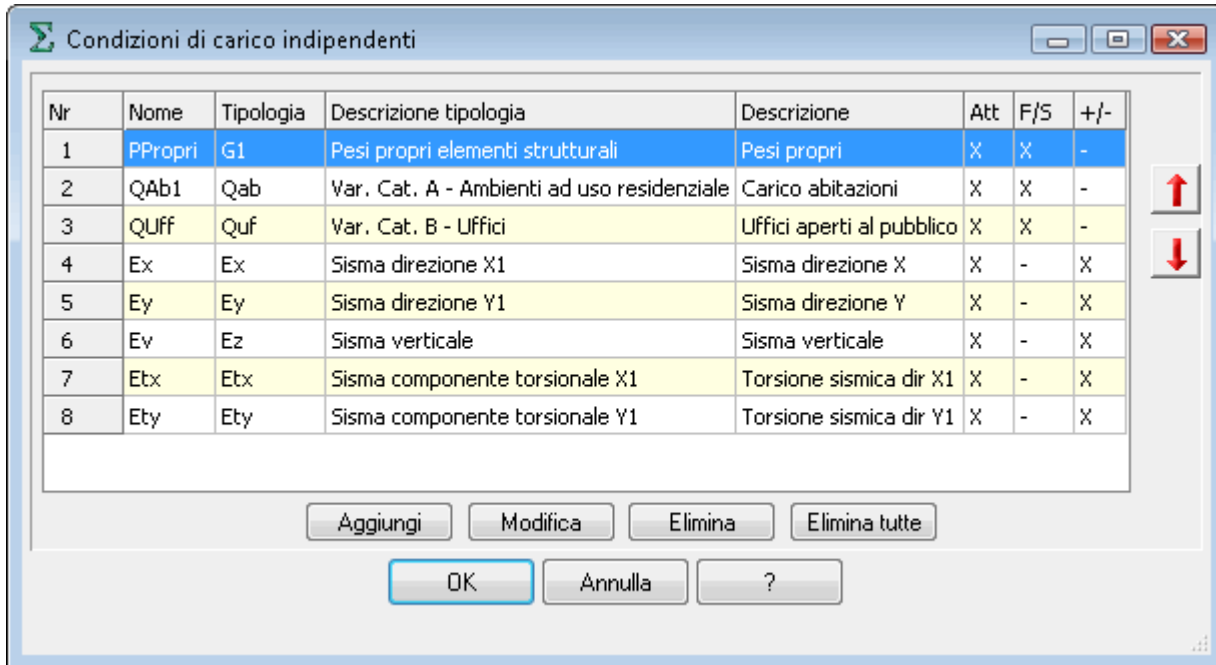 Condizioni di carico indipendenti
Nr Nome Tipologia Descrizione tipologia Descrizione Att F/S +/-
1 PPropri G1 Pesi propri elementi strutturali Pesi propri X X -
2 QAb1 Qab Var. Cat. A - Ambienti ad uso residenziale Carico abitazioni X X -
3 QUff Quf Var. Cat. B - Uffici Uffici aperti al pubblico X X -
4 Ex Ex Sisma direzione X1 Sisma direzione X X - X
5 Ey Ey Sisma direzione Y1 Sisma direzione Y X - X
6 Ev Ez Sisma verticale Sisma verticale X - X
7 Etx Etx Sisma componente torsionale X1 Torsione sismica dir X1 X - X
8 Ety Ety Sisma componente torsionale Y1 Torsione sismica dir Y1 X - X
Aggiungi Modifica Elimina Elimina tutte
OK Annulla ?